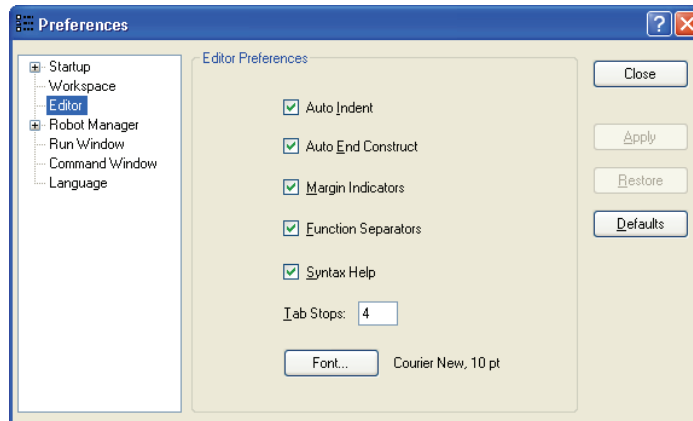 Preferences
Startup
Workspace
Editor
Robot Manager
Run Window
Command Window
Language
Editor Preferences
Auto Indent
Auto End Construct
Margin Indicators
Function Separators
Syntax Help
Tab Stops: 4
Font... Courier New, 10 pt
Close
Apply
Restore
Defaults